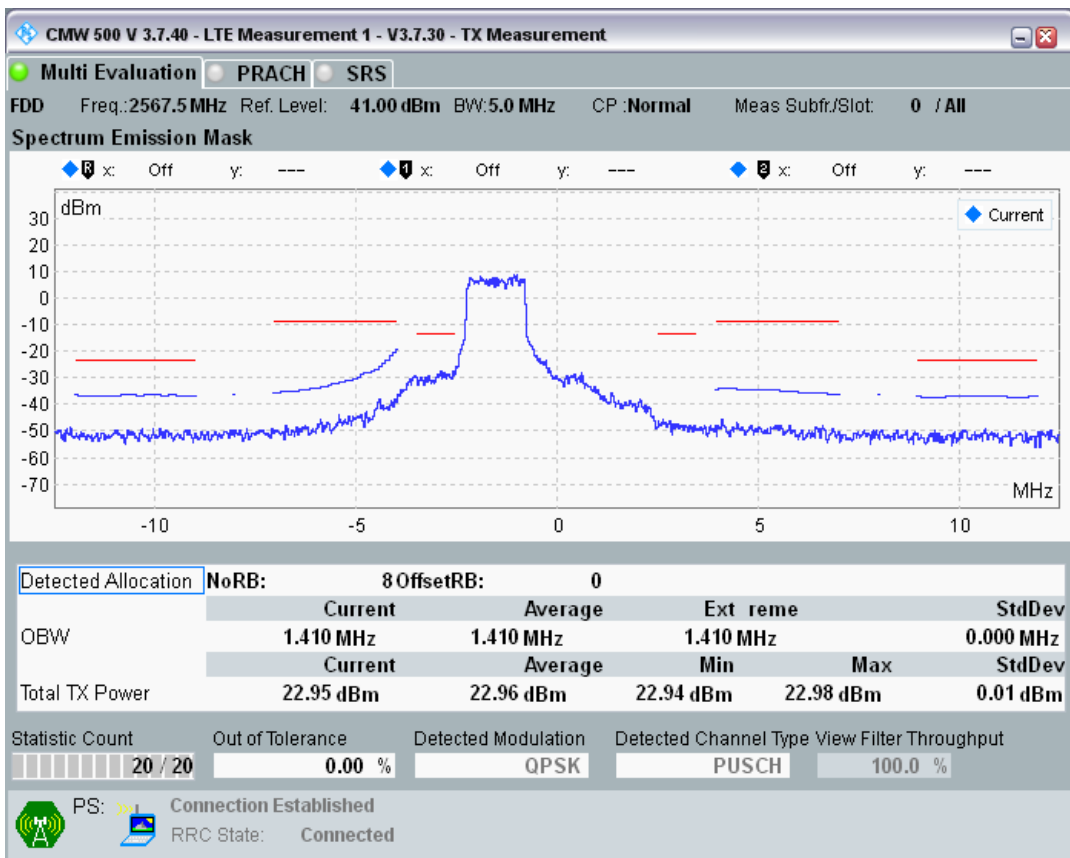 CMW 500 V 3.7.40 - LTE Measurement 1 - V3.7.30 - TX Measurement
Multi Evaluation PRACH SRS
FDD Freq.:2567.5 MHz Ref. Level: 41.00 dBm BW:5.0 MHz CP :Normal Meas Subfr./Slot: 0 / All
Spectrum Emission Mask
R x: Off y: --- 1 x: Off y: --- 2 x: Off y: ---
dBm
Current
30
20
10
0
-10
-20
-30
-40
-50
-60
-70
MHz
-10 -5 0 5 10
Detected Allocation NoRB: 8 OffsetRB: 0
Current Average Ext reme StdDev
OBW 1.410 MHz 1.410 MHz 1.410 MHz 0.000 MHz
Current Average Min Max StdDev
Total TX Power 22.95 dBm 22.96 dBm 22.94 dBm 22.98 dBm 0.01 dBm
Statistic Count Out of Tolerance Detected Modulation Detected Channel Type View Filter Throughput
20 / 20 0.00 % QPSK PUSCH 100.0 %
PS: Connection Established
RRC State: Connected